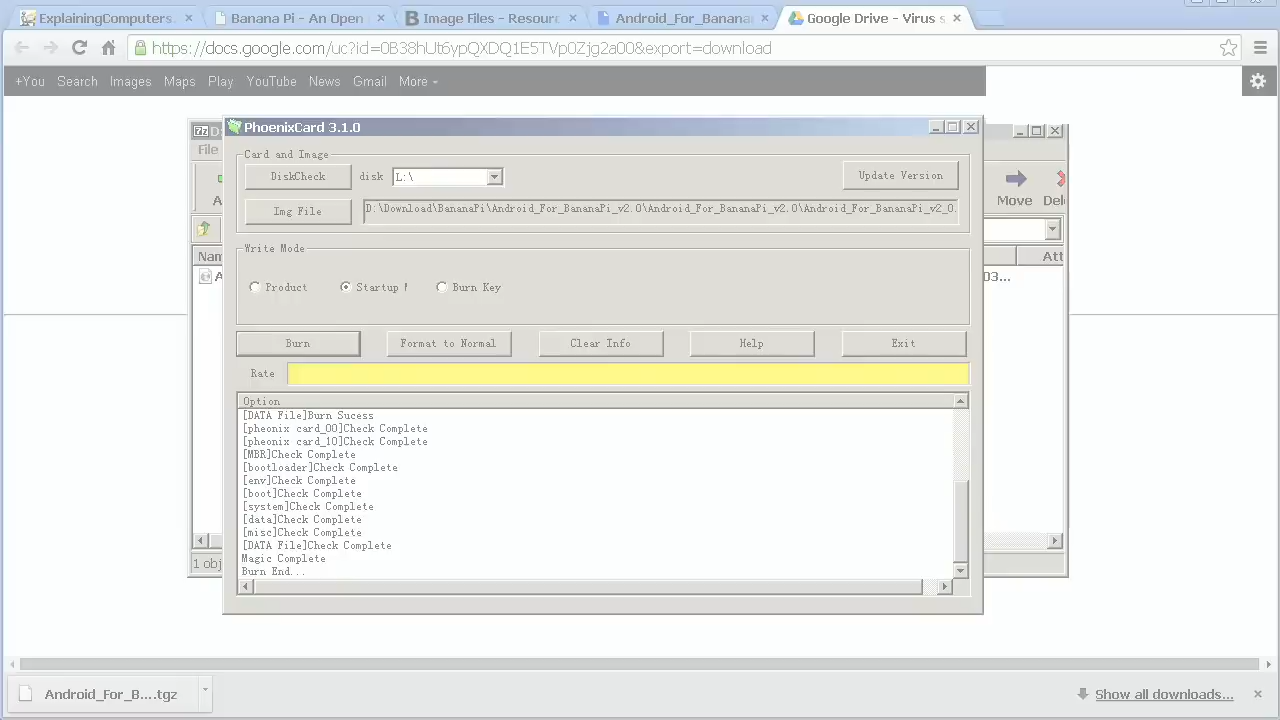 ExplainingComputers.
Banana Pi - An Open
Image Files - Resour
Android_For_Banana
Google Drive - Virus s
https://docs.google.com/uc?id=0B38hUt6ypQXDQ1E5TVp0Zjg2a00&export=download
+You Search Images Maps Play YouTube News Gmail More
PhoenixCard 3.1.0
File
Card and Image
DiskCheck disk L:\ Update Version
Img File D:\Download\BananaPi\Android_For_BananaPi_v2.0\Android_For_BananaPi_v2.0\Android_For_BananaPi_v2_0.
Move Del
Write Mode
Nam Att
A 03...
Product Startup Burn Key
Burn Format to Normal Clear Info Help Exit
Rate
Option
[DATA File]Burn Sucess
[pheonix card_00]Check Complete
[pheonix card_10]Check Complete
[MBR]Check Complete
[bootloader]Check Complete
[env]Check Complete
[boot]Check Complete
[system]Check Complete
[data]Check Complete
[misc]Check Complete
[DATA File]Check Complete
Magic Complete
Burn End...
1 obj
Android_For_B....tgz
Show all downloads...